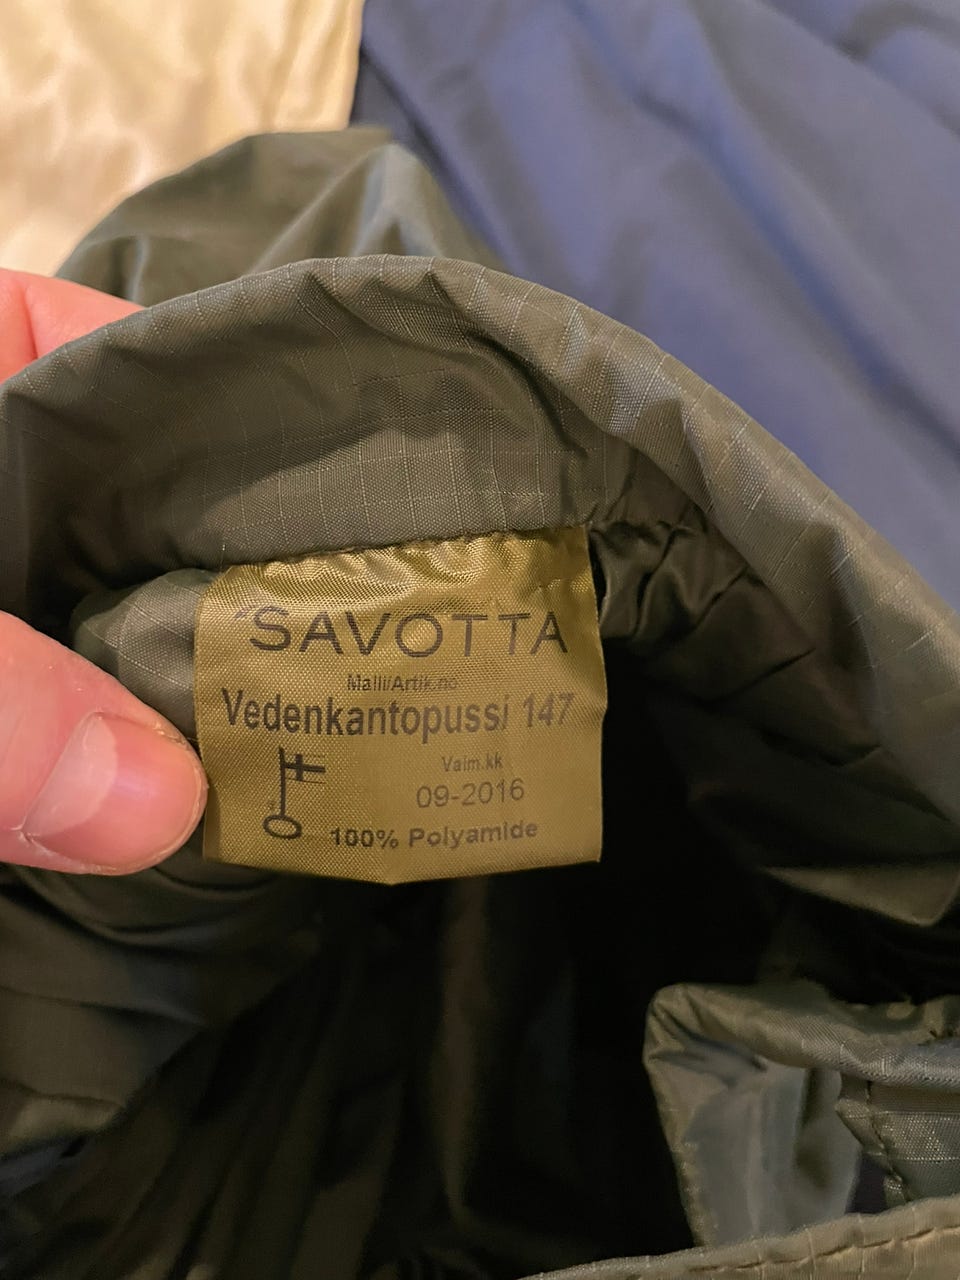 SAVOTTA
Malli/Artik.no
Vedenkantopussi 147
Valm.kk
09-2016
100% Polyamide